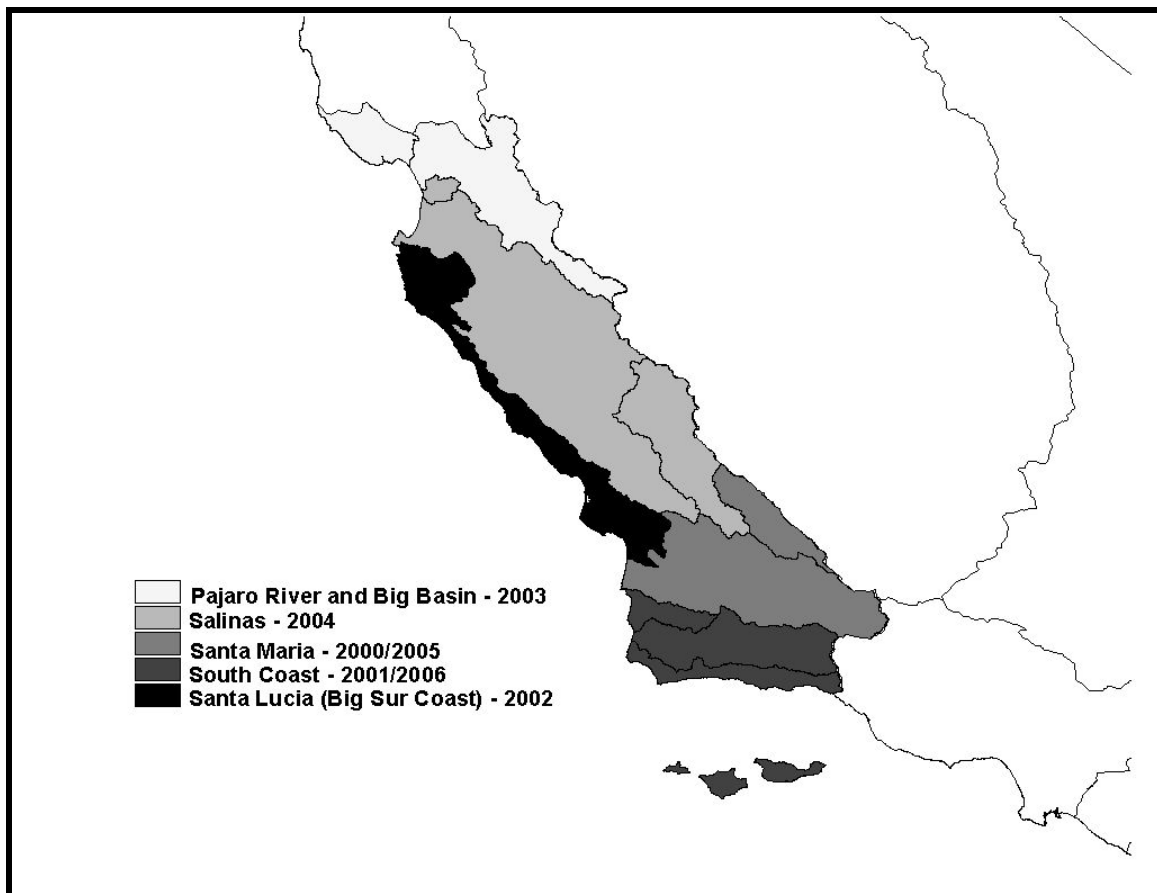 Pajaro River and Big Basin - 2003
Salinas - 2004
Santa Maria - 2000/2005
South Coast - 2001/2006
Santa Lucia (Big Sur Coast) - 2002